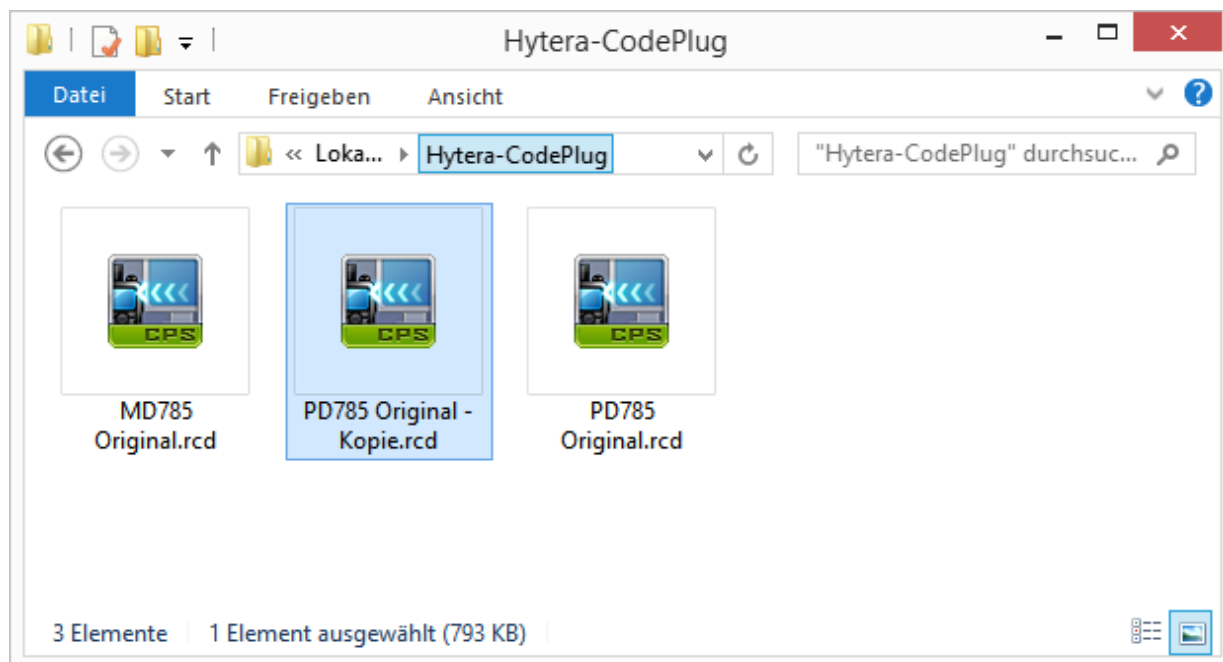 Hytera-CodePlug
Datei Start Freigeben Ansicht
« Loka... Hytera-CodePlug "Hytera-CodePlug" durchsuc...
CPS CPS CPS
MD785 PD785 Original - PD785
Original.rcd Kopie.rcd Original.rcd
3 Elemente 1 Element ausgewählt (793 KB)